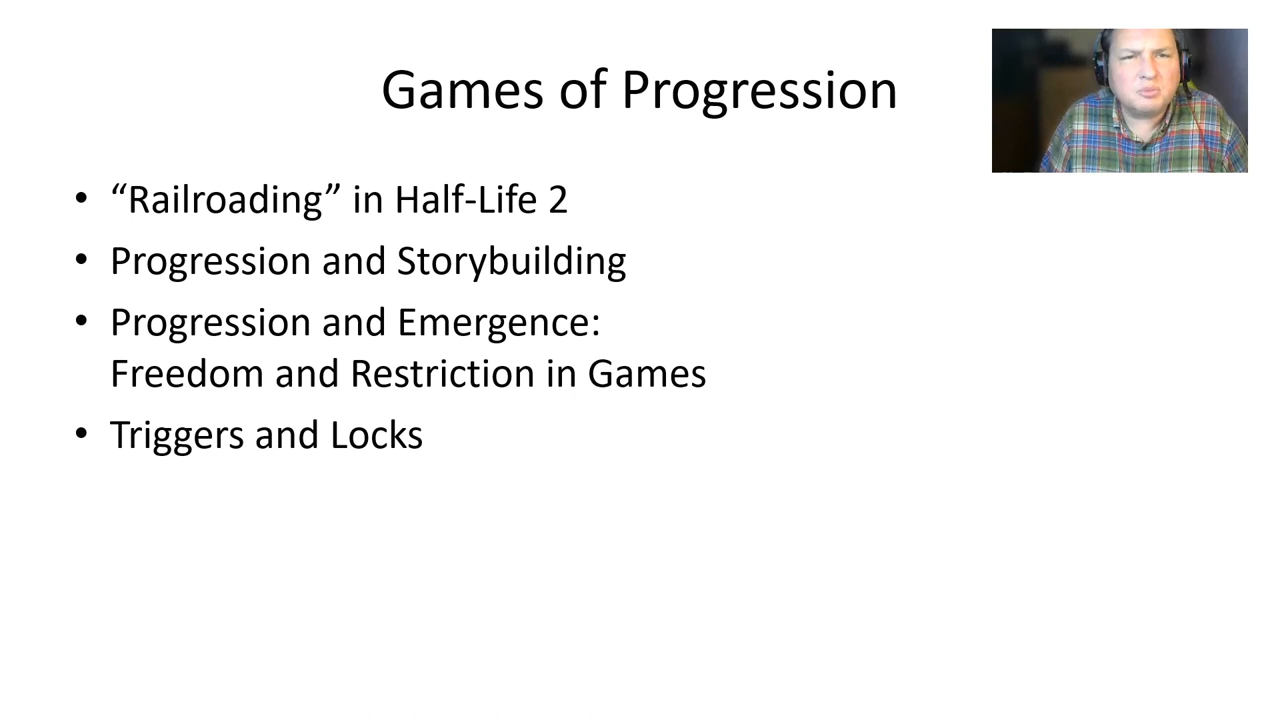 Games of Progression
• “Railroading” in Half-Life 2
• Progression and Storybuilding
• Progression and Emergence:
Freedom and Restriction in Games
• Triggers and Locks